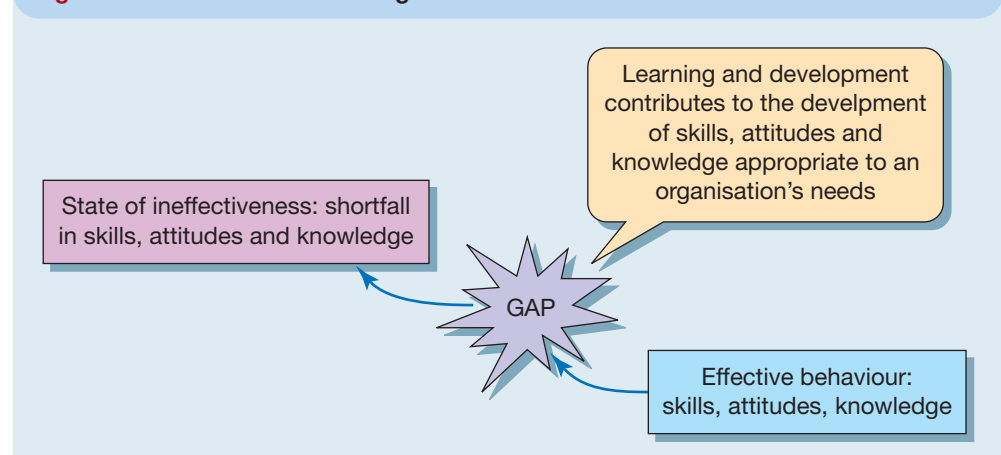 Learning and development
contributes to the develpment
of skills, attitudes and
knowledge appropriate to an
organisation's needs
State of ineffectiveness: shortfall
in skills, attitudes and knowledge
GAP
Effective behaviour:
skills, attitudes, knowledge